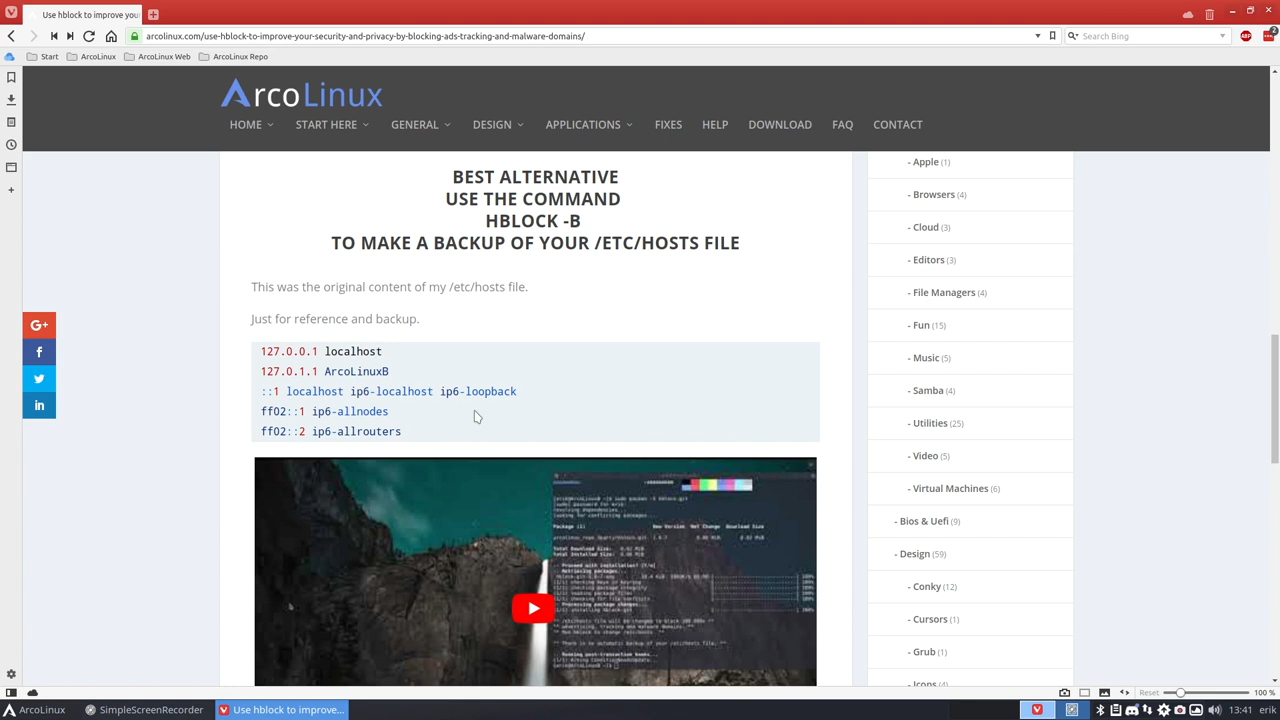 Use hblock to improve you
arcolinux.com/use-hblock-to-improve-your-security-and-privacy-by-blocking-ads-tracking-and-malware-domains/
Search Bing
ABP
2
Start
ArcoLinux
ArcoLinux Web
ArcoLinux Repo
ArcoLinux
HOME
START HERE
GENERAL
DESIGN
APPLICATIONS
FIXES
HELP
DOWNLOAD
FAQ
CONTACT
BEST ALTERNATIVE
USE THE COMMAND
HBLOCK -B
TO MAKE A BACKUP OF YOUR /ETC/HOSTS FILE
This was the original content of my /etc/hosts file.
Just for reference and backup.
127.0.0.1 localhost
127.0.1.1 ArcoLinuxB
::1 localhost ip6-localhost ip6-loopback
ff02::1 ip6-allnodes
ff02::2 ip6-allrouters
G+
f
in
- Apple (1)
- Browsers (4)
- Cloud (3)
- Editors (3)
- File Managers (4)
- Fun (15)
- Music (5)
- Samba (4)
- Utilities (25)
- Video (5)
- Virtual Machines (6)
- Bios & Uefi (9)
- Design (59)
- Conky (12)
- Cursors (1)
- Grub (1)
- Icons (4)
Reset
100 %
ArcoLinux
SimpleScreenRecorder
Use hblock to improve...
13:41
erik